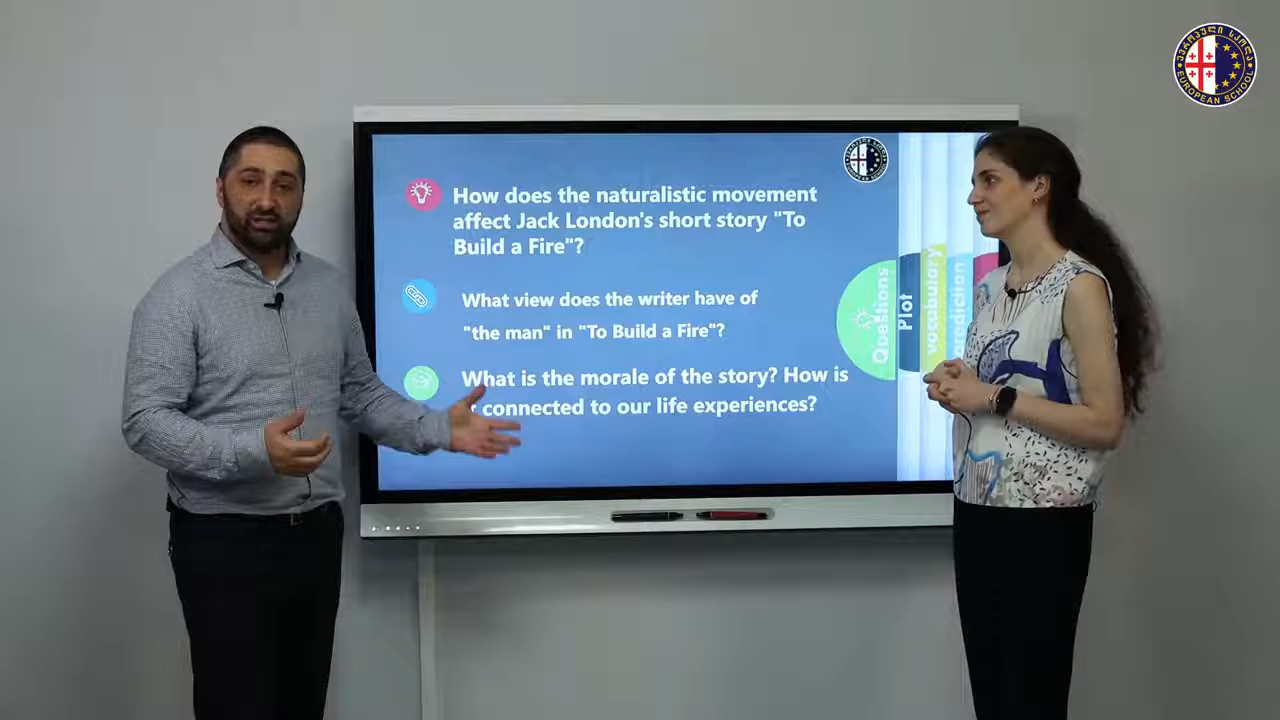 ევროპული სკოლა
EUROPEAN SCHOOL
How does the naturalistic movement
affect Jack London's short story "To
Build a Fire"?
What view does the writer have of
"the man" in "To Build a Fire"?
What is the morale of the story? How is
connected to our life experiences?
Questions
Plot
vocabulary
prediction